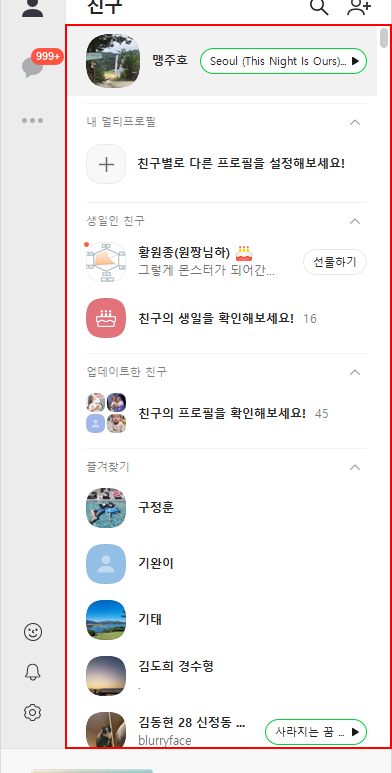 친구
999+
맹주호
Seoul (This Night Is Ours)...
내 멀티프로필
친구별로 다른 프로필을 설정해보세요!
생일인 친구
황원종(원짱님하)
그렇게 몬스터가 되어간...
선물하기
친구의 생일을 확인해보세요! 16
업데이트한 친구
친구의 프로필을 확인해보세요! 45
즐겨찾기
구정훈
기완이
기태
김도희 경수형
.
김동현 28 신정동 ...
blurryface
사라지는 꿈 ...